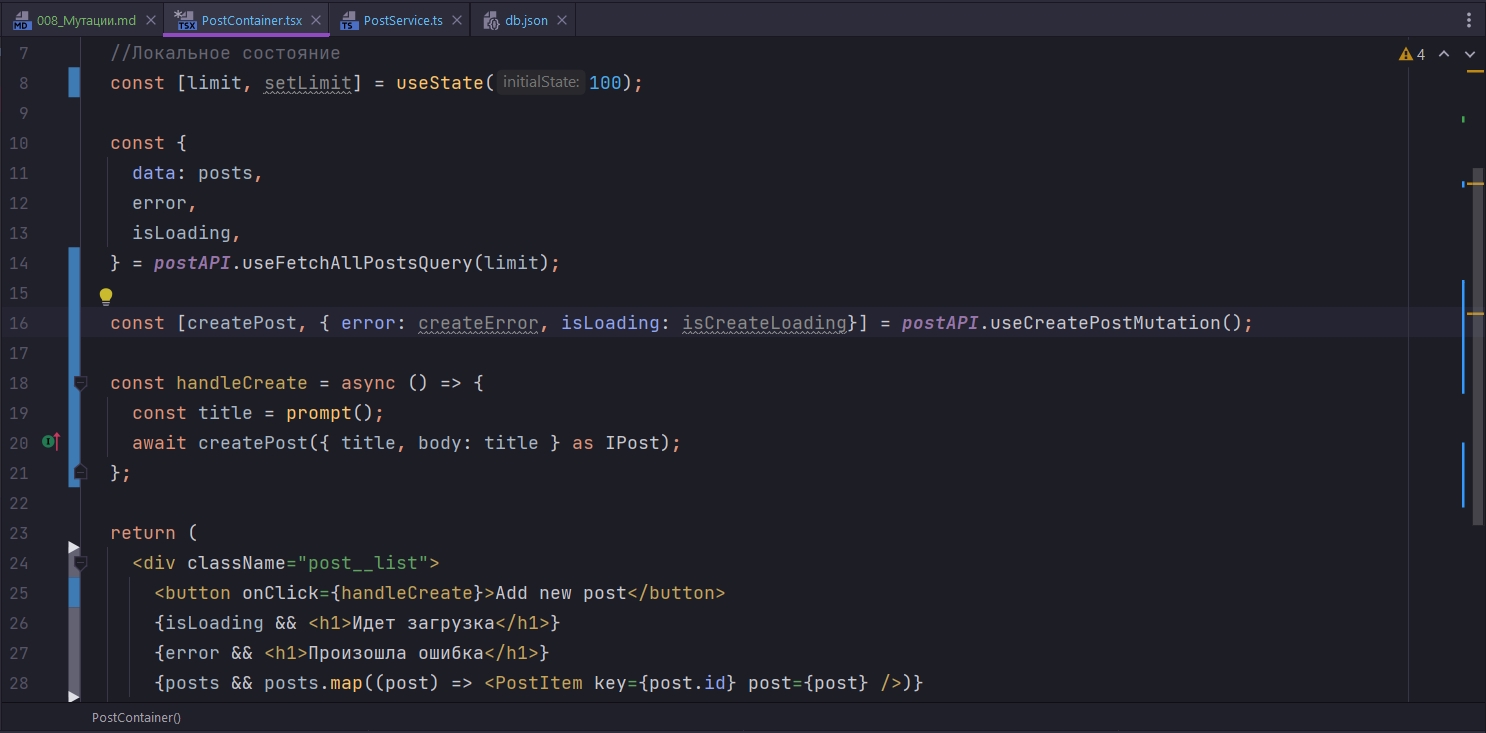 008_Мутации.md
PostContainer.tsx
PostService.ts
db.json
4
7 //Локальное состояние
8 const [limit, setLimit] = useState( initialState: 100);
9
10 const {
11 data: posts,
12 error,
13 isLoading,
14 } = postAPI.useFetchAllPostsQuery(limit);
15
16 const [createPost, { error: createError, isLoading: isCreateLoading}] = postAPI.useCreatePostMutation();
17
18 const handleCreate = async () => {
19 const title = prompt();
20 await createPost({ title, body: title } as IPost);
21 };
22
23 return (
24 <div className="post__list">
25 <button onClick={handleCreate}>Add new post</button>
26 {isLoading && <h1>Идет загрузка</h1>}
27 {error && <h1>Произошла ошибка</h1>}
28 {posts && posts.map((post) => <PostItem key={post.id} post={post} />)}
PostContainer()